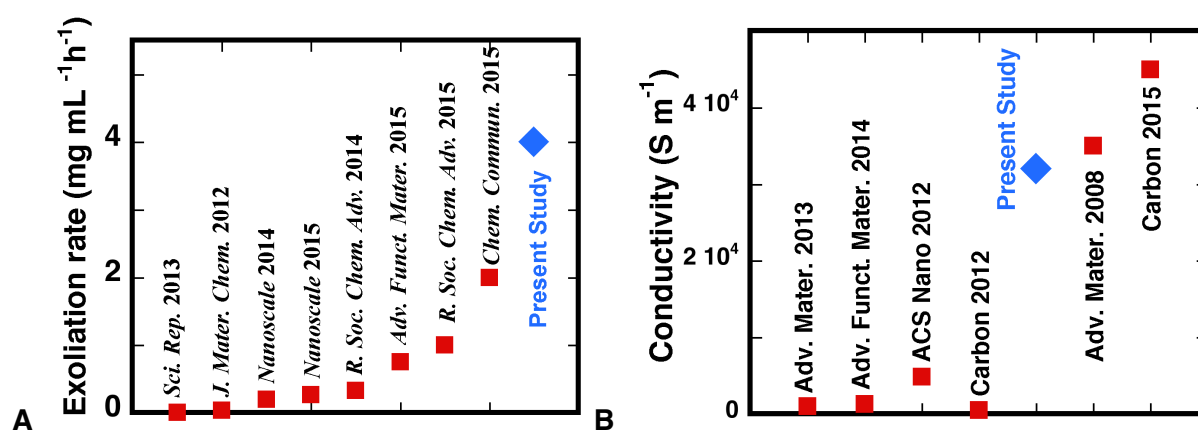 Exoliation rate (mg mL -1h-1)
4
2
0
Sci. Rep. 2013
J. Mater. Chem. 2012
Nanoscale 2014
Nanoscale 2015
R. Soc. Chem. Adv. 2014
Adv. Funct. Mater. 2015
R. Soc. Chem. Adv. 2015
Chem. Commun. 2015
Present Study
A
Conductivity (S m-1)
4 10⁴
2 10⁴
0
Adv. Mater. 2013
Adv. Funct. Mater. 2014
ACS Nano 2012
Carbon 2012
Present Study
Adv. Mater. 2008
Carbon 2015
B